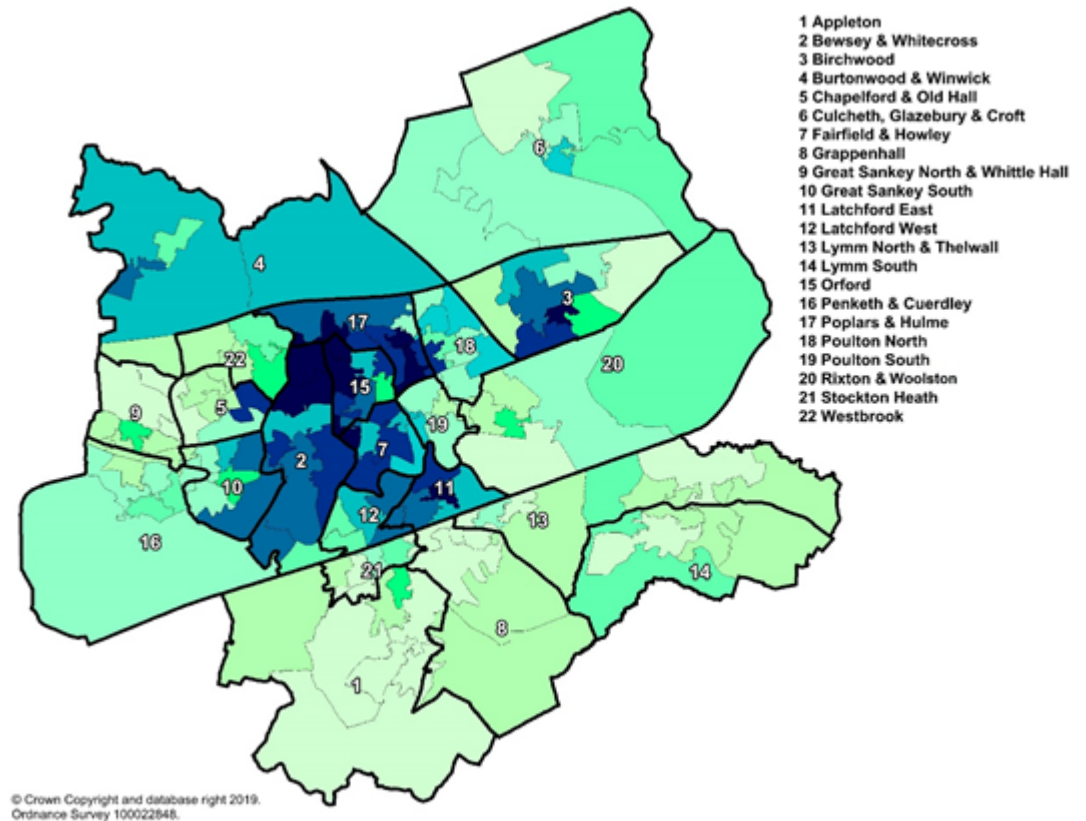 1 Appleton
2 Bewsey & Whitecross
3 Birchwood
4 Burtonwood & Winwick
5 Chapelford & Old Hall
6 Culcheth, Glazebury & Croft
7 Fairfield & Howley
8 Grappenhall
9 Great Sankey North & Whittle Hall
10 Great Sankey South
11 Latchford East
12 Latchford West
13 Lymm North & Thelwall
14 Lymm South
15 Orford
16 Penketh & Cuerdley
17 Poplars & Hulme
18 Poulton North
19 Poulton South
20 Rixton & Woolston
21 Stockton Heath
22 Westbrook
6
4
3
17
18
22
20
15
5
9
19
7
2
10
11
12
13
16
21
14
8
1
© Crown Copyright and database right 2019.
Ordnance Survey 100022848.